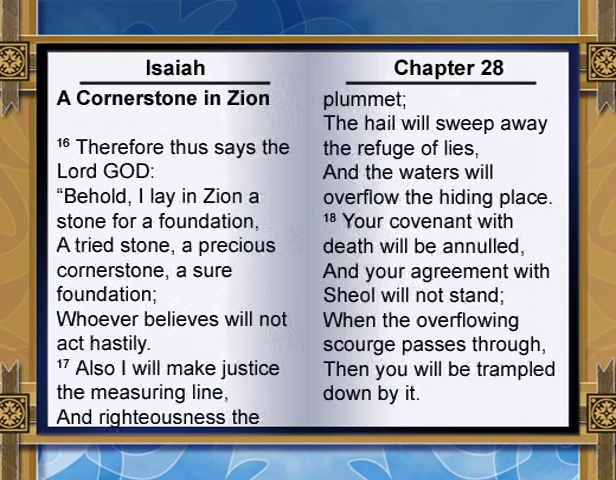 Isaiah
A Cornerstone in Zion
¹⁶ Therefore thus says the
Lord GOD:
“Behold, I lay in Zion a
stone for a foundation,
A tried stone, a precious
cornerstone, a sure
foundation;
Whoever believes will not
act hastily.
¹⁷ Also I will make justice
the measuring line,
And righteousness the
Chapter 28
plummet;
The hail will sweep away
the refuge of lies,
And the waters will
overflow the hiding place.
¹⁸ Your covenant with
death will be annulled,
And your agreement with
Sheol will not stand;
When the overflowing
scourge passes through,
Then you will be trampled
down by it.